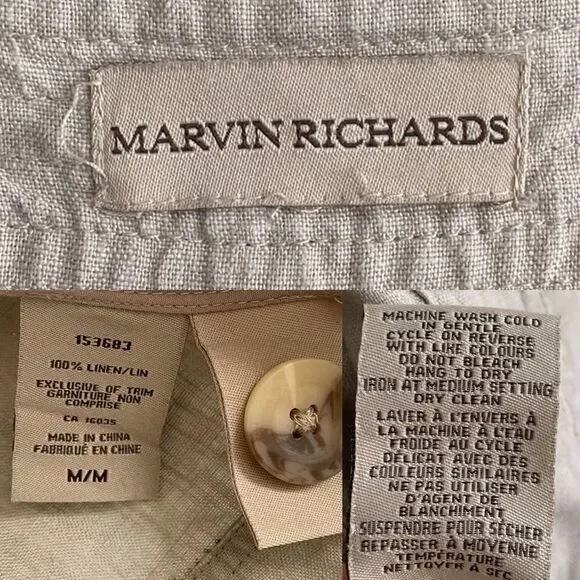 MARVIN RICHARDS
153683
100% LINEN/LIN
EXCLUSIVE OF TRIM
GARNITURE NON
COMPRISE
CA 16035
MADE IN CHINA
FABRIQUÉ EN CHINE
M/M
MACHINE WASH COLD
IN GENTLE
CYCLE ON REVERSE
WITH LIKE COLOURS
DO NOT BLEACH
HANG TO DRY
IRON AT MEDIUM SETTING
DRY CLEAN
LAVER À L'ENVERS À
LA MACHINE À L'EAU
FROIDE AU CYCLE
DÉLICAT AVEC DES
COULEURS SIMILAIRES
NE PAS UTILISER
D'AGENT DE
BLANCHIMENT
SUSPENDRE POUR SÉCHER
REPASSER À MOYENNE
TEMPÉRATURE
NETTOYER À SEC